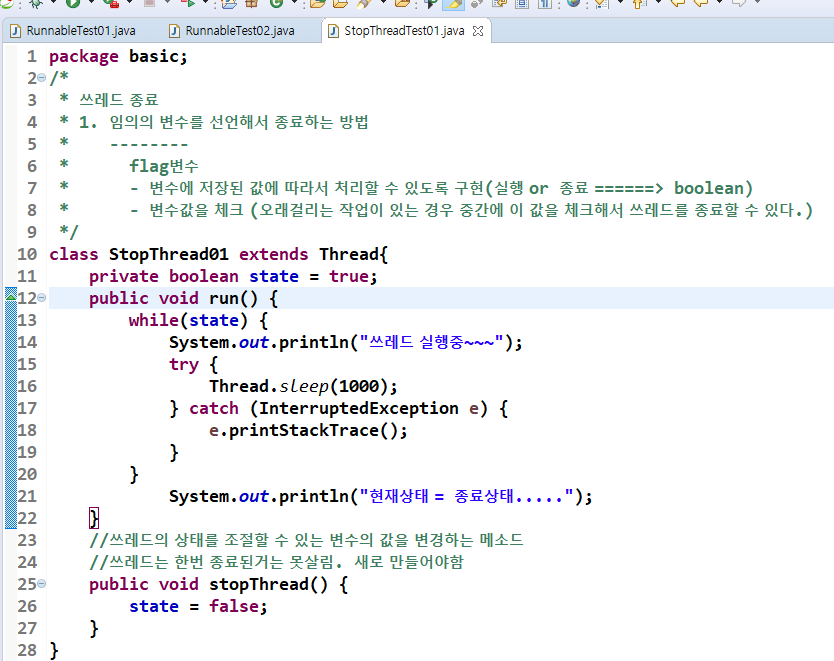 RunnableTest01.java RunnableTest02.java StopThreadTest01.java
1 package basic;
2 /*
3 * 쓰레드 종료
4 * 1. 임의의 변수를 선언해서 종료하는 방법
5 * --------
6 * flag변수
7 * - 변수에 저장된 값에 따라서 처리할 수 있도록 구현(실행 or 종료 ======> boolean)
8 * - 변수값을 체크 (오래걸리는 작업이 있는 경우 중간에 이 값을 체크해서 쓰레드를 종료할 수 있다.)
9 */
10 class StopThread01 extends Thread{
11 private boolean state = true;
12 public void run() {
13 while(state) {
14 System.out.println("쓰레드 실행중~~~");
15 try {
16 Thread.sleep(1000);
17 } catch (InterruptedException e) {
18 e.printStackTrace();
19 }
20 }
21 System.out.println("현재상태 = 종료상태.....");
22 }
23 //쓰레드의 상태를 조절할 수 있는 변수의 값을 변경하는 메소드
24 //쓰레드는 한번 종료된거는 못살림. 새로 만들어야함
25 public void stopThread() {
26 state = false;
27 }
28 }